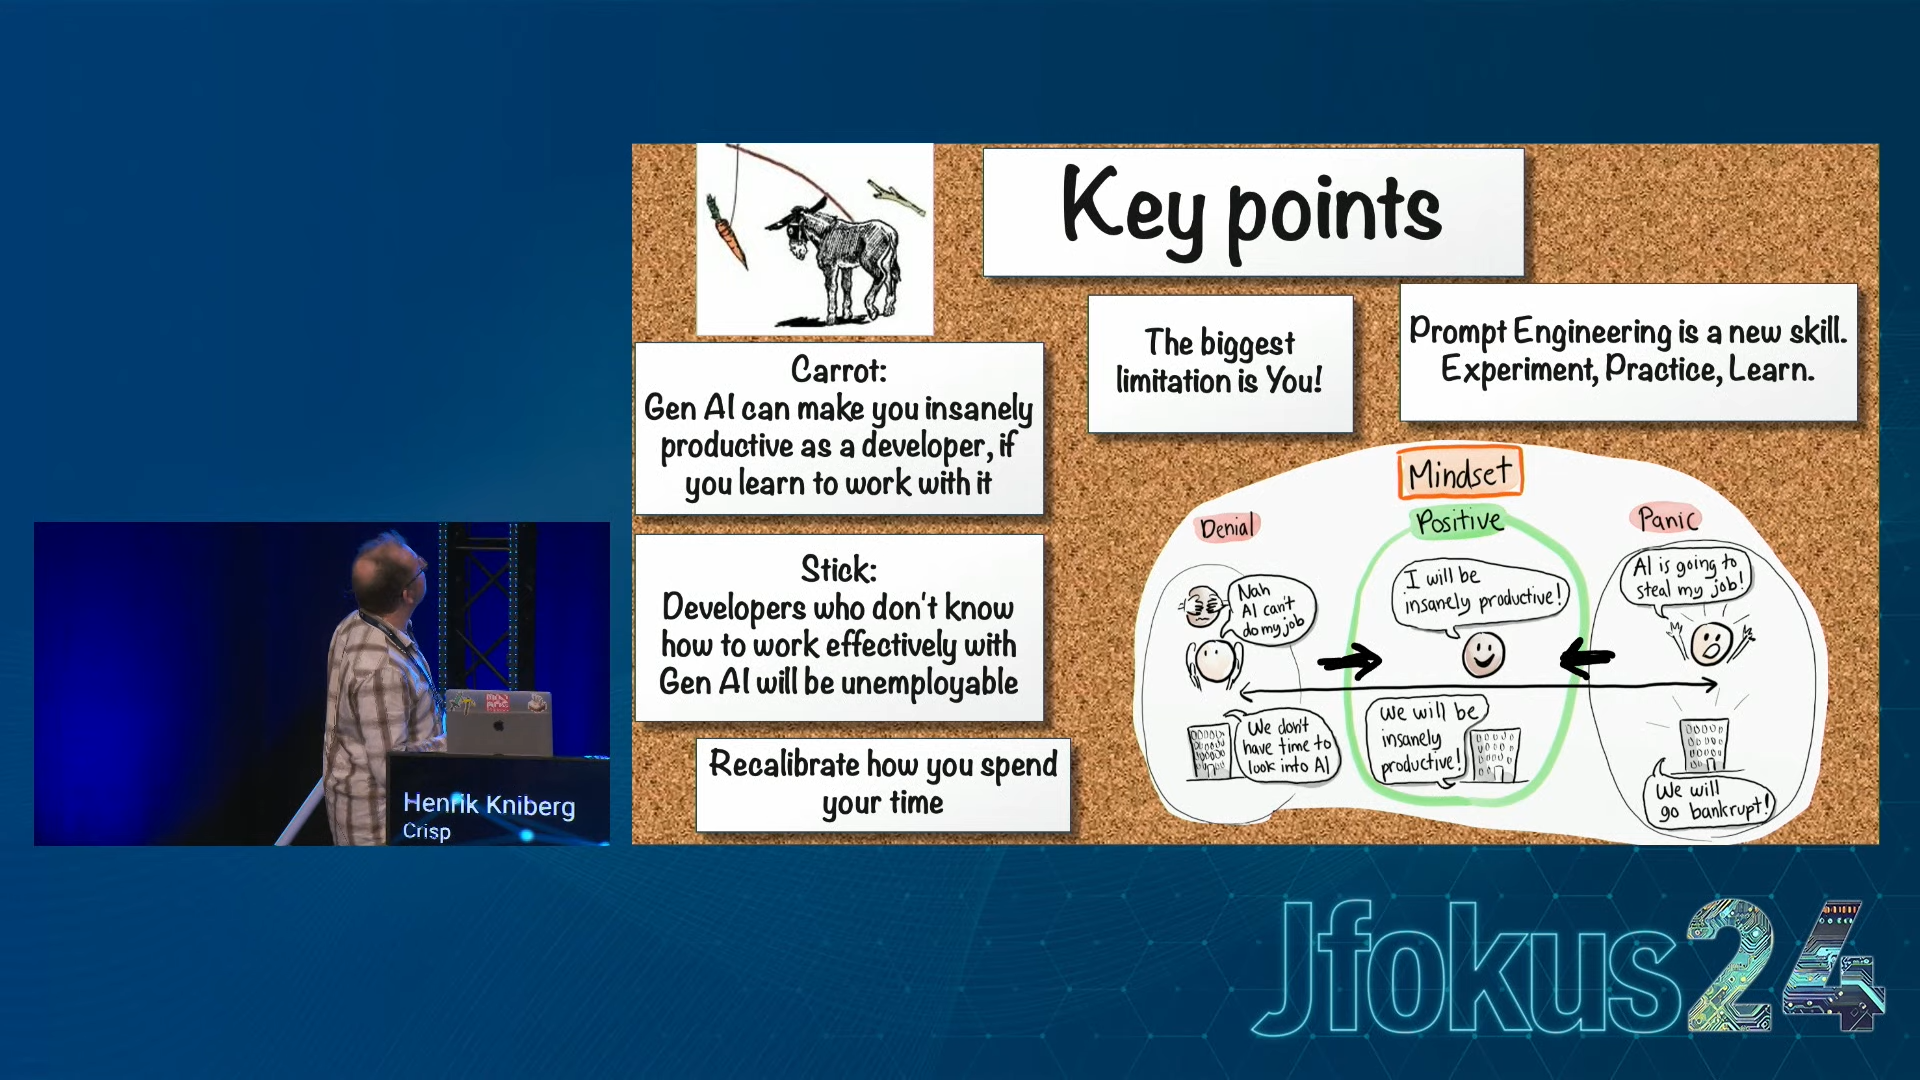 Key points
Carrot:
Gen AI can make you insanely
productive as a developer, if
you learn to work with it
Stick:
Developers who don't know
how to work effectively with
Gen AI will be unemployable
Recalibrate how you spend
your time
The biggest
limitation is You!
Prompt Engineering is a new skill.
Experiment, Practice, Learn.
Mindset
Denial
Positive
Panic
Nah
AI can't
do my job
I will be
insanely productive!
AI is going to
steal my job!
We don't
have time to
look into AI
We will be
insanely
productive!
We will
go bankrupt!
Henrik Kniberg
Crisp
Jfokus24